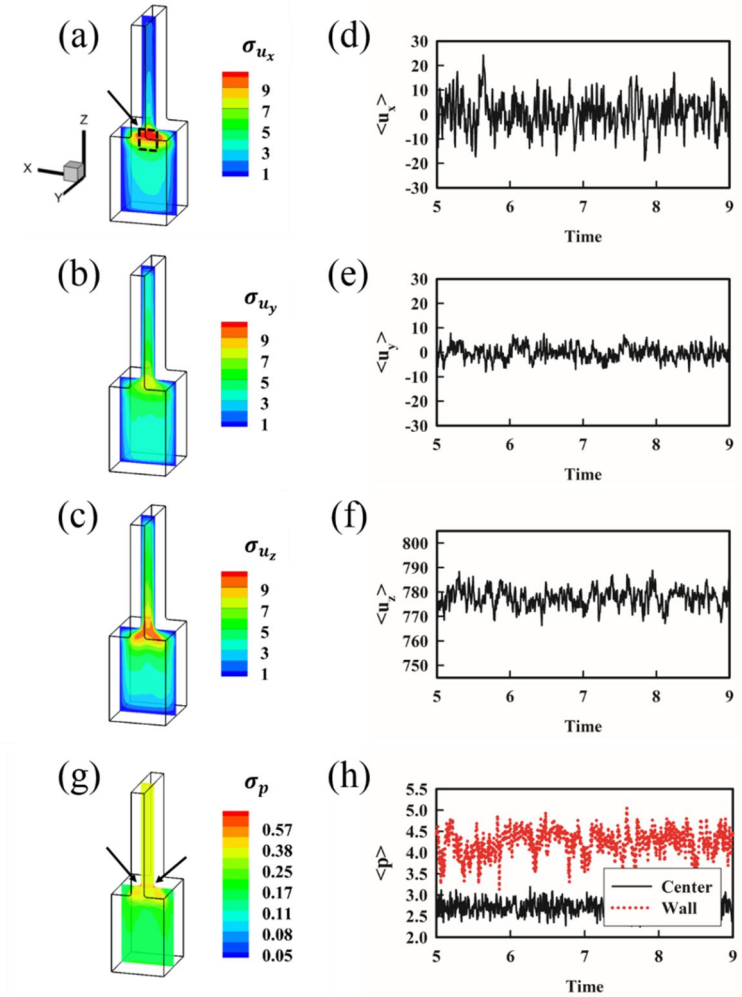 (a)
σuₓ
9
7
5
3
1
Z
X
Y
(d)
30
20
10
0
-10
-20
-30
<uₓ>
5 6 7 8 9
Time
(b)
σu_y
9
7
5
3
1
(e)
30
20
10
0
-10
-20
-30
<u_y>
5 6 7 8 9
Time
(c)
σu_z
9
7
5
3
1
(f)
800
790
780
770
760
750
<u_z>
5 6 7 8 9
Time
(g)
σₚ
0.57
0.38
0.25
0.17
0.11
0.08
0.05
(h)
5.5
5.0
4.5
4.0
3.5
3.0
2.5
2.0
<p>
Center
Wall
5 6 7 8 9
Time